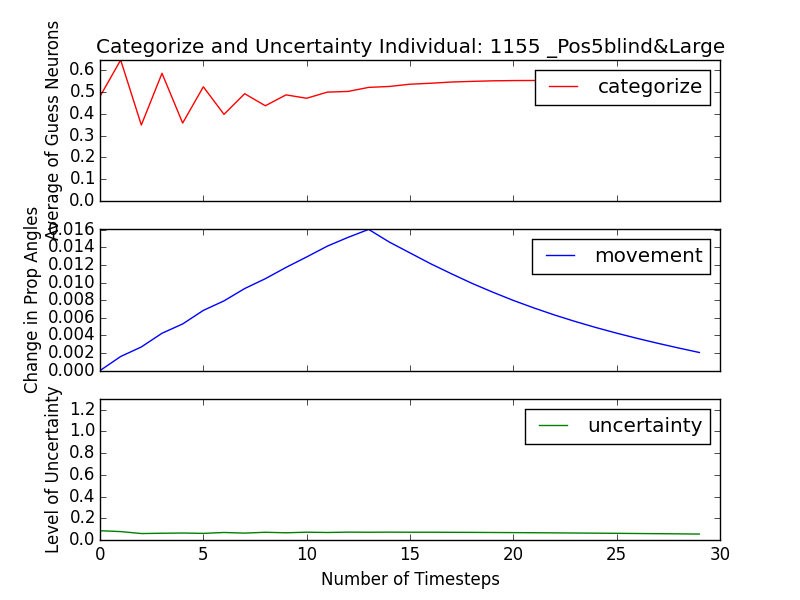 Categorize and Uncertainty Individual: 1155 _Pos5blind&Large
Average of Guess Neurons
0.6
0.5
0.4
0.3
0.2
0.1
0.0
categorize
Change in Prop Angles
0.016
0.014
0.012
0.010
0.008
0.006
0.004
0.002
0.000
movement
Level of Uncertainty
1.2
1.0
0.8
0.6
0.4
0.2
0.0
uncertainty
0 5 10 15 20 25 30
Number of Timesteps